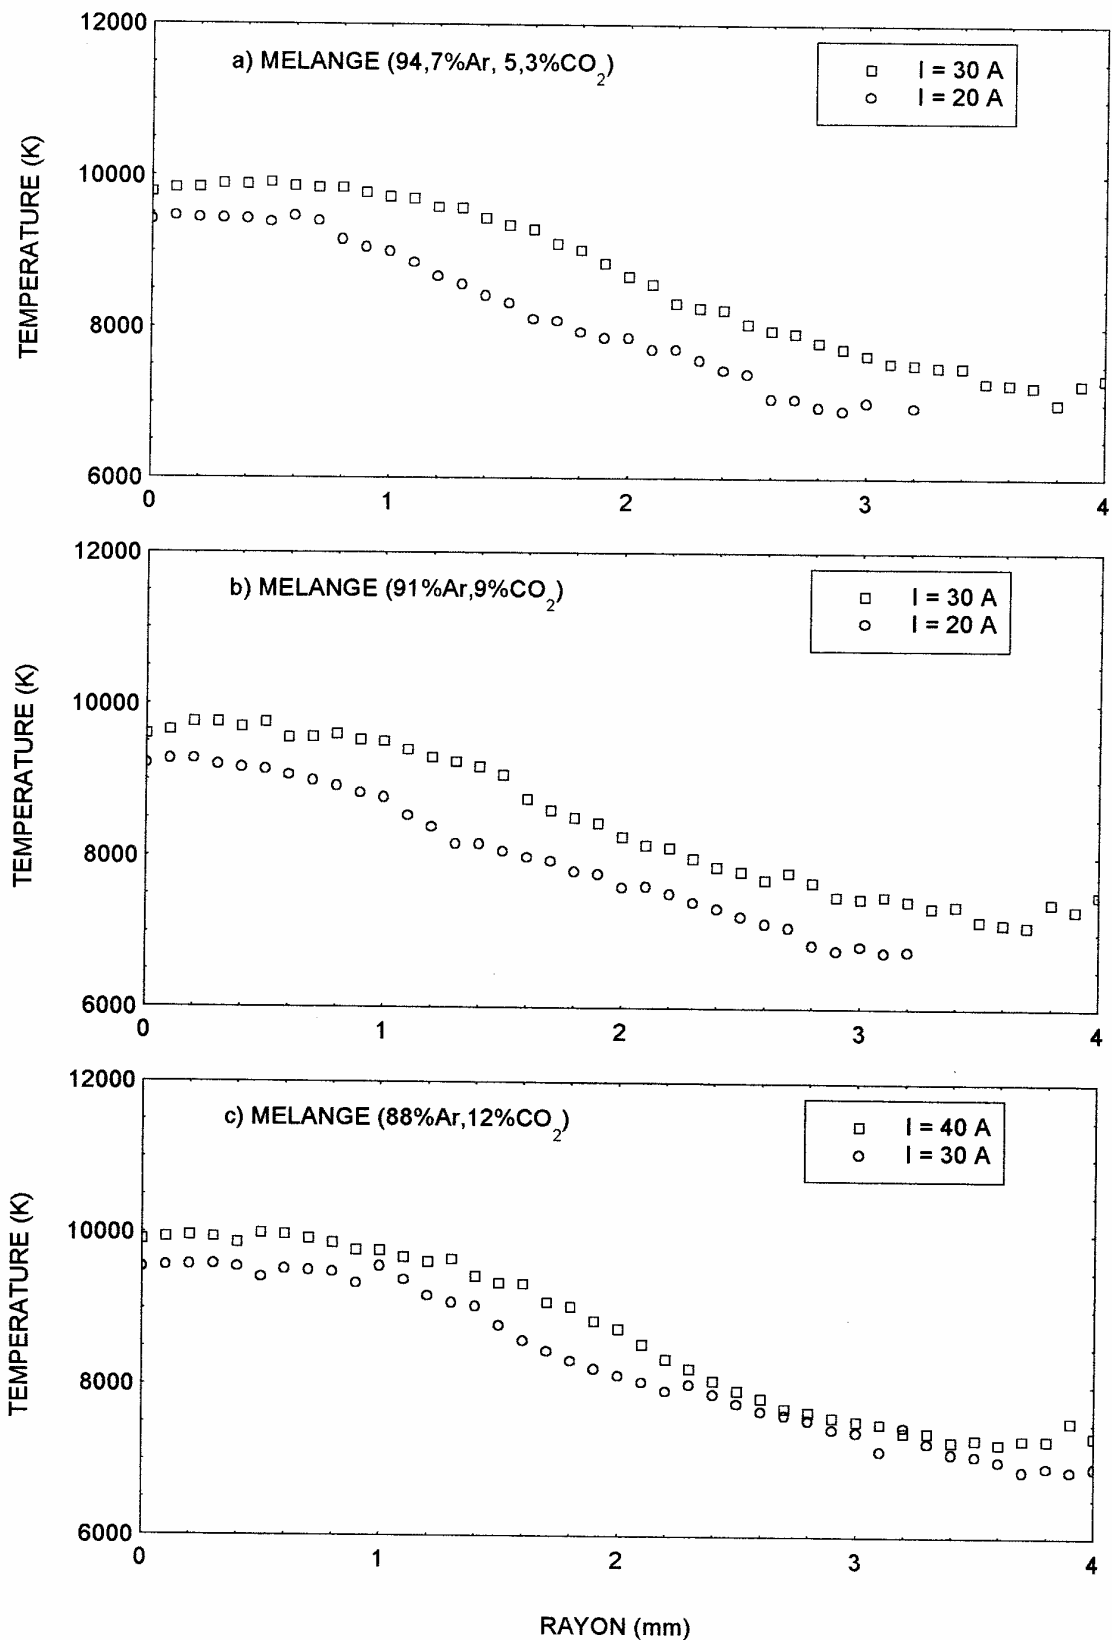 12000
a) MELANGE (94,7%Ar, 5,3%CO2)
I = 30 A
I = 20 A
10000
8000
6000
TEMPERATURE (K)
0 1 2 3 4
12000
b) MELANGE (91%Ar,9%CO2)
I = 30 A
I = 20 A
10000
8000
6000
TEMPERATURE (K)
0 1 2 3 4
12000
c) MELANGE (88%Ar,12%CO2)
I = 40 A
I = 30 A
10000
8000
6000
TEMPERATURE (K)
0 1 2 3 4
RAYON (mm)